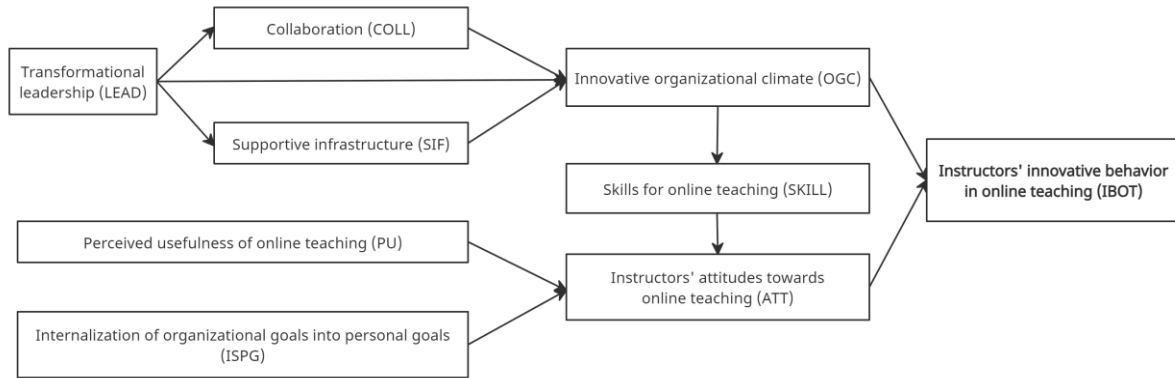 Collaboration (COLL)
Transformational
leadership (LEAD)
Innovative organizational climate (OGC)
Supportive infrastructure (SIF)
Skills for online teaching (SKILL)
Instructors' innovative behavior
in online teaching (IBOT)
Perceived usefulness of online teaching (PU)
Instructors' attitudes towards
online teaching (ATT)
Internalization of organizational goals into personal goals
(ISPG)